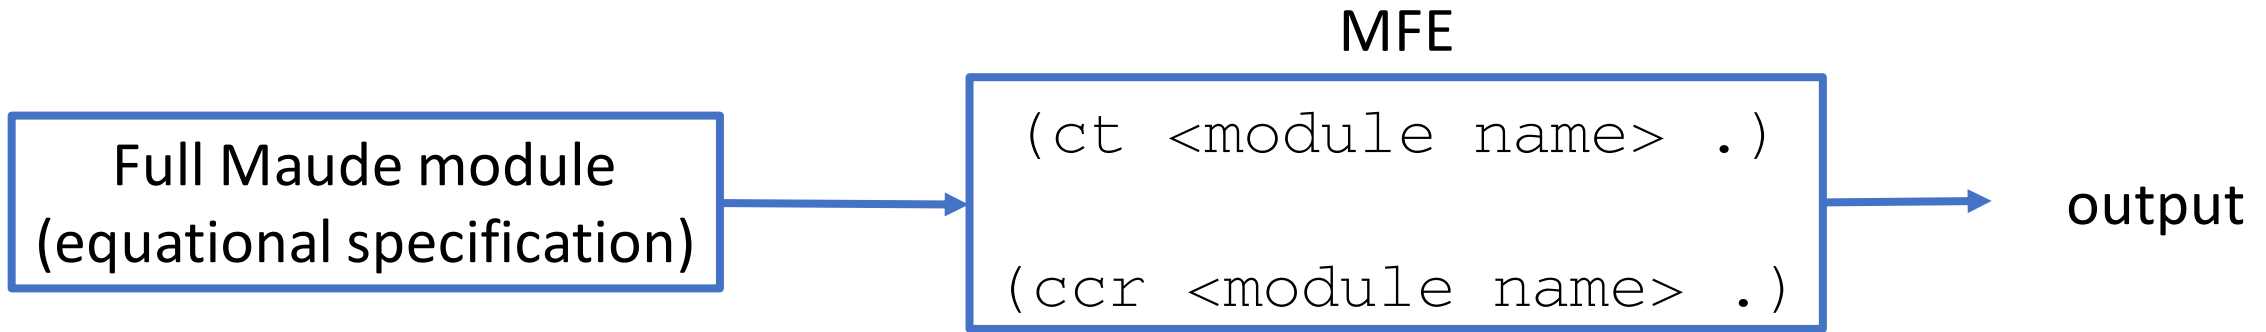 MFE
Full Maude module
(equational specification)
(ct <module name> .)
(ccr <module name> .)
output